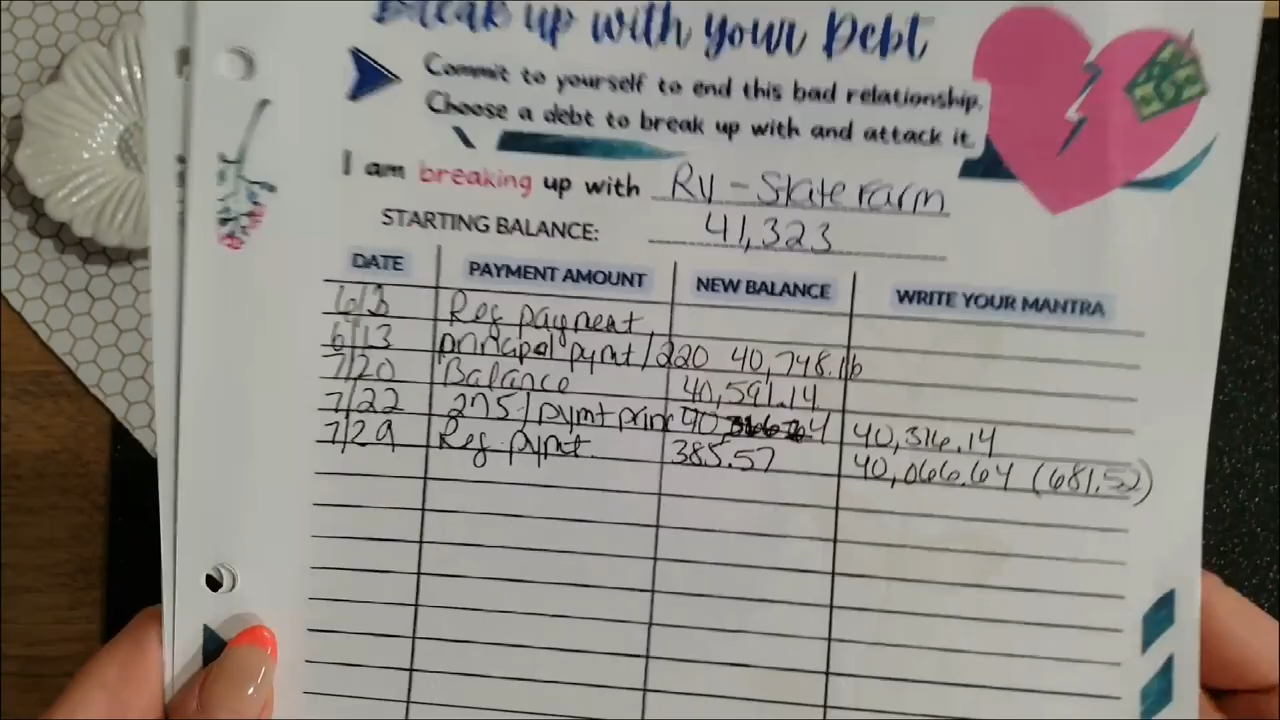 Break up with your Debt
Commit to yourself to end this bad relationship.
Choose a debt to break up with and attack it.
I am breaking up with RV - State Farm
STARTING BALANCE: 41,323
DATE PAYMENT AMOUNT NEW BALANCE WRITE YOUR MANTRA
6/3 Reg payment
6/13 principal pymt/220 40,748.16
7/20 Balance 40,591.14
7/22 275/pymt princ 40 4 40,316.14
7/29 Reg pymt. 385.57 40,066.64 (681.52)